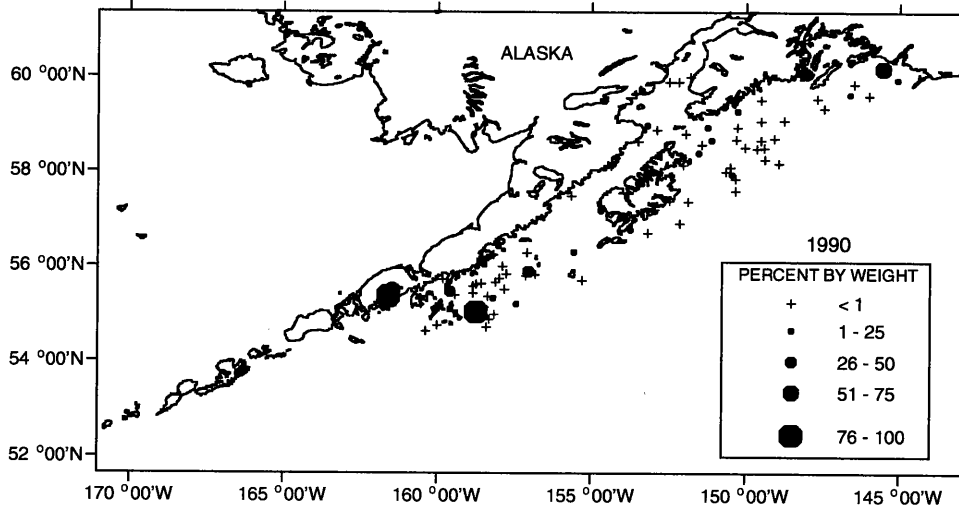 ALASKA
60 °00'N
58 °00'N
56 °00'N
54 °00'N
52 °00'N
1990
PERCENT BY WEIGHT
< 1
1 - 25
26 - 50
51 - 75
76 - 100
170 °00'W
165 °00'W
160 °00'W
155 °00'W
150 °00'W
145 °00'W